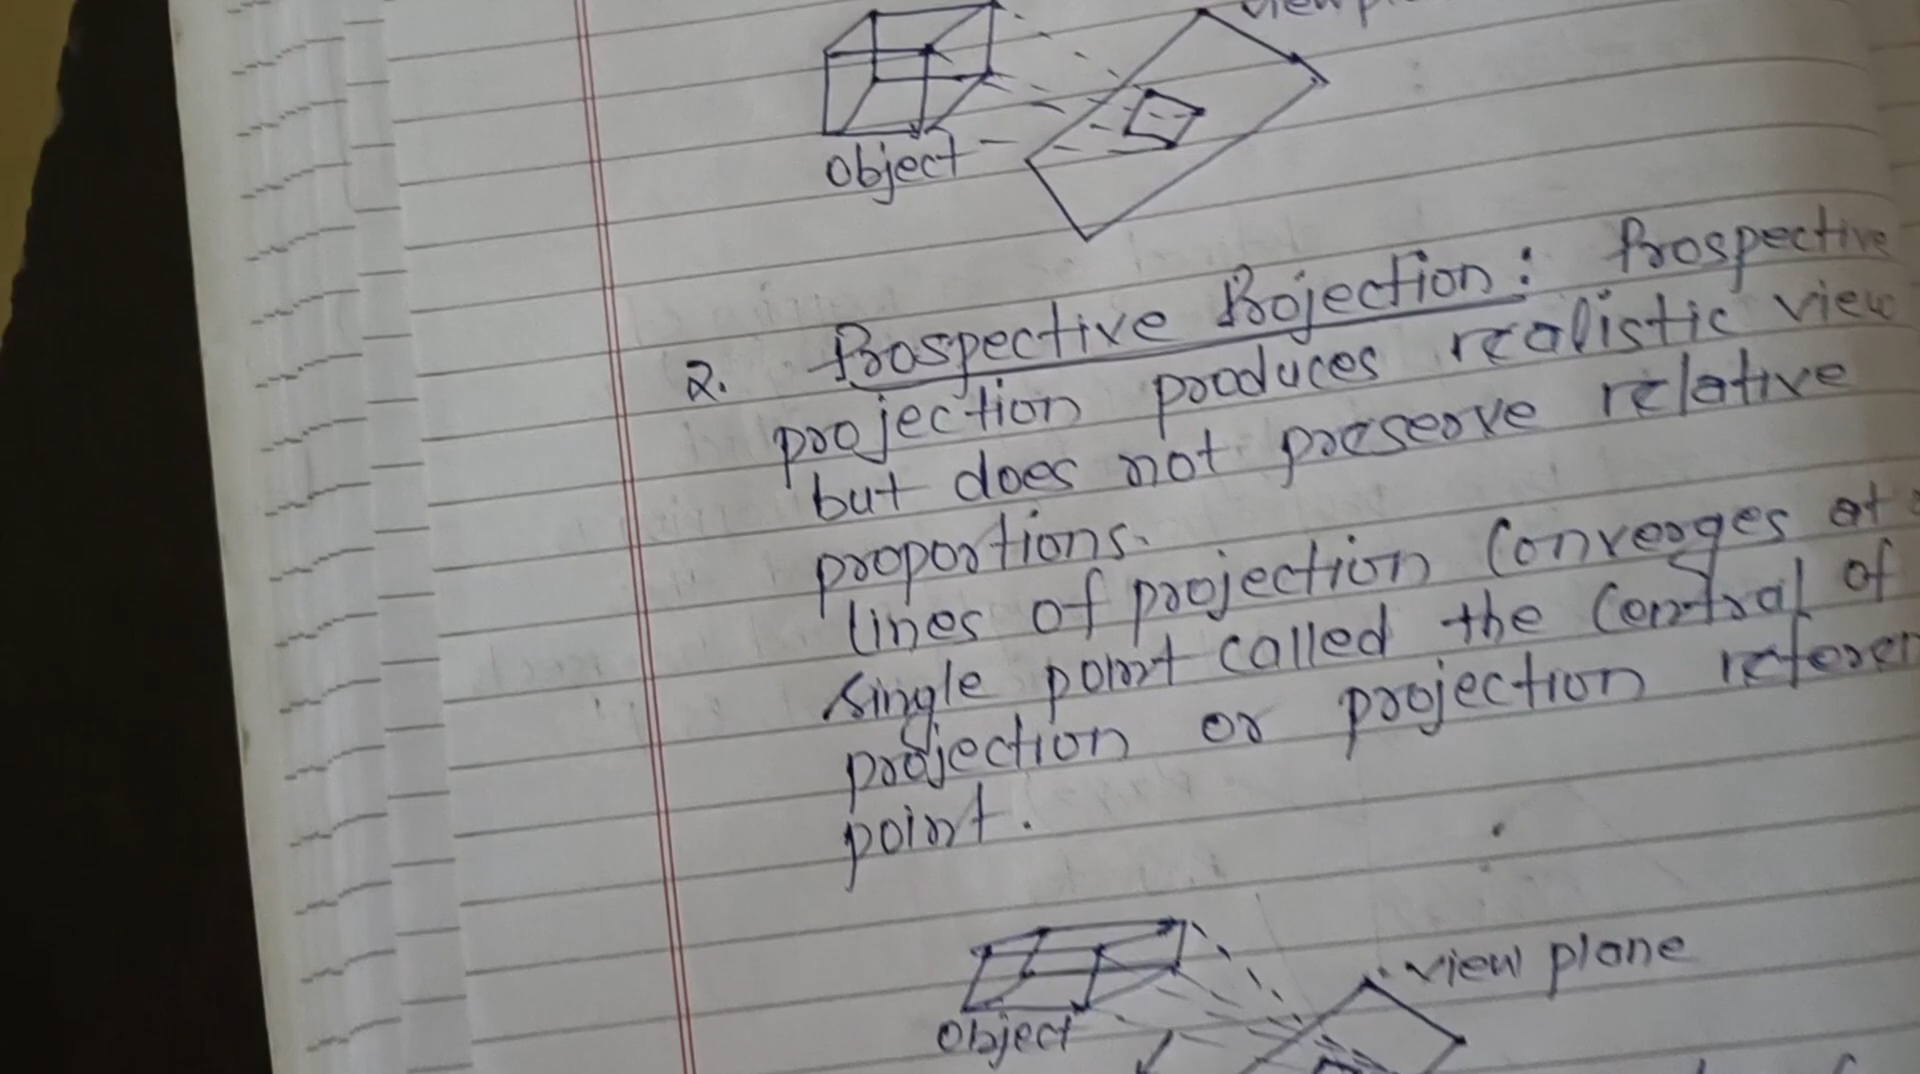 object
2. Prospective Projection: Prospective
projection produces realistic view
but does not preserve relative
proportions.
lines of projection Converges at
single point called the Central of
projection or projection referen
point.
view plane
object